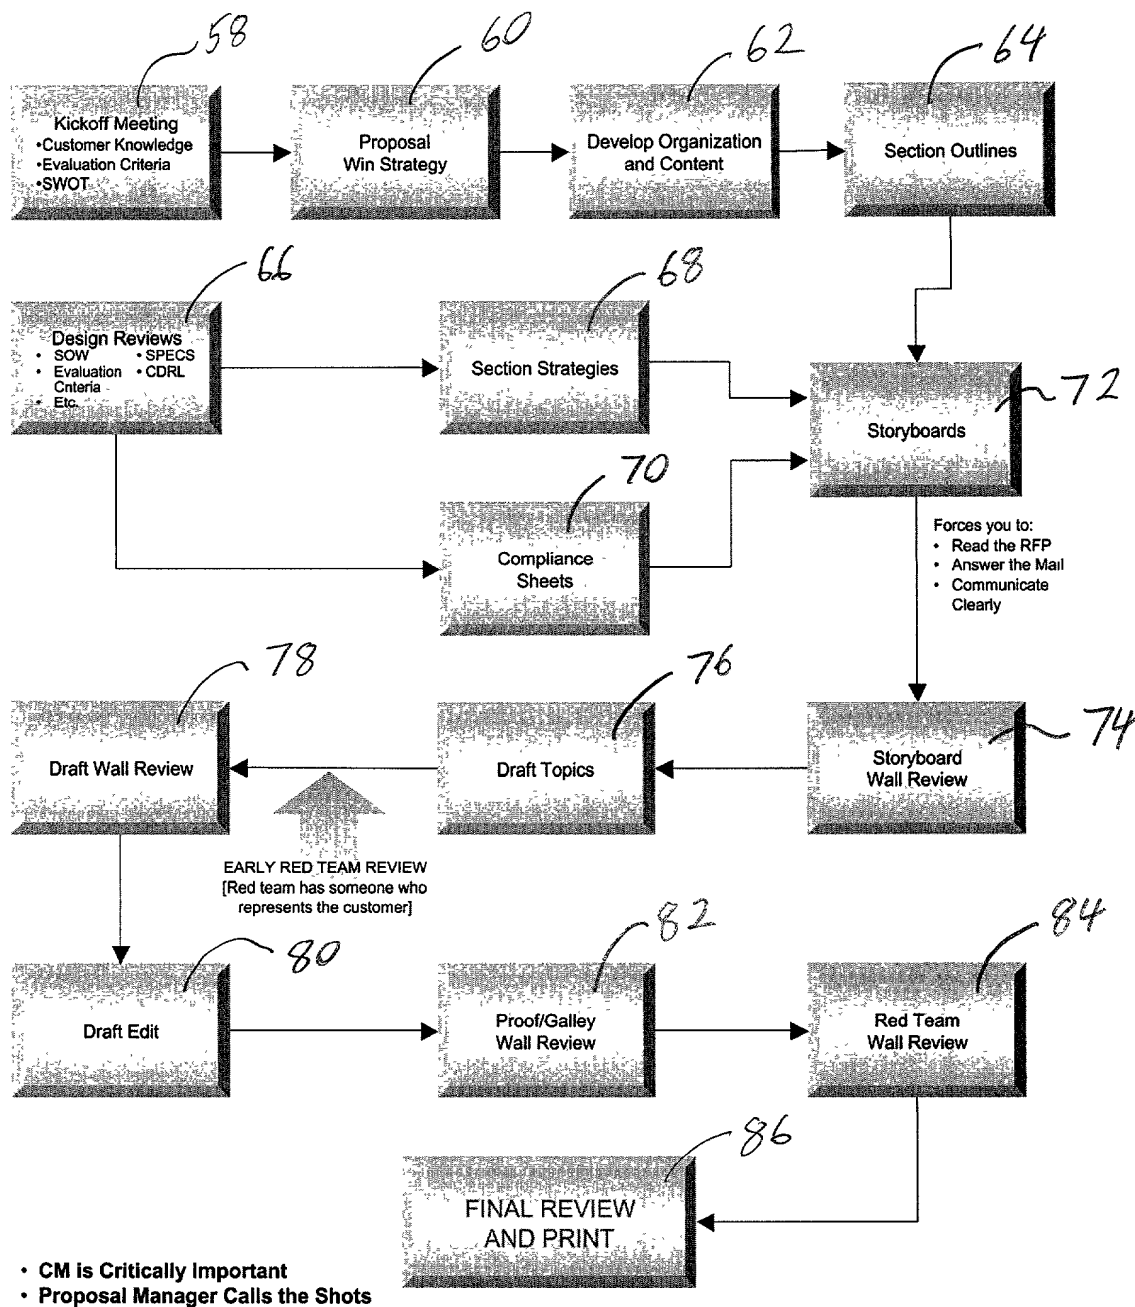 58
60
62
64
Kickoff Meeting
•Customer Knowledge
•Evaluation Criteria
•SWOT
Proposal
Win Strategy
Develop Organization
and Content
Section Outlines
66
68
Design Reviews
• SOW • SPECS
• Evaluation • CDRL
Criteria
• Etc.
Section Strategies
72
Storyboards
70
Compliance
Sheets
Forces you to:
• Read the RFP
• Answer the Mail
• Communicate
Clearly
78
76
74
Draft Wall Review
Draft Topics
Storyboard
Wall Review
EARLY RED TEAM REVIEW
[Red team has someone who
represents the customer]
80
82
84
Draft Edit
Proof/Galley
Wall Review
Red Team
Wall Review
86
FINAL REVIEW
AND PRINT
• CM is Critically Important
• Proposal Manager Calls the Shots